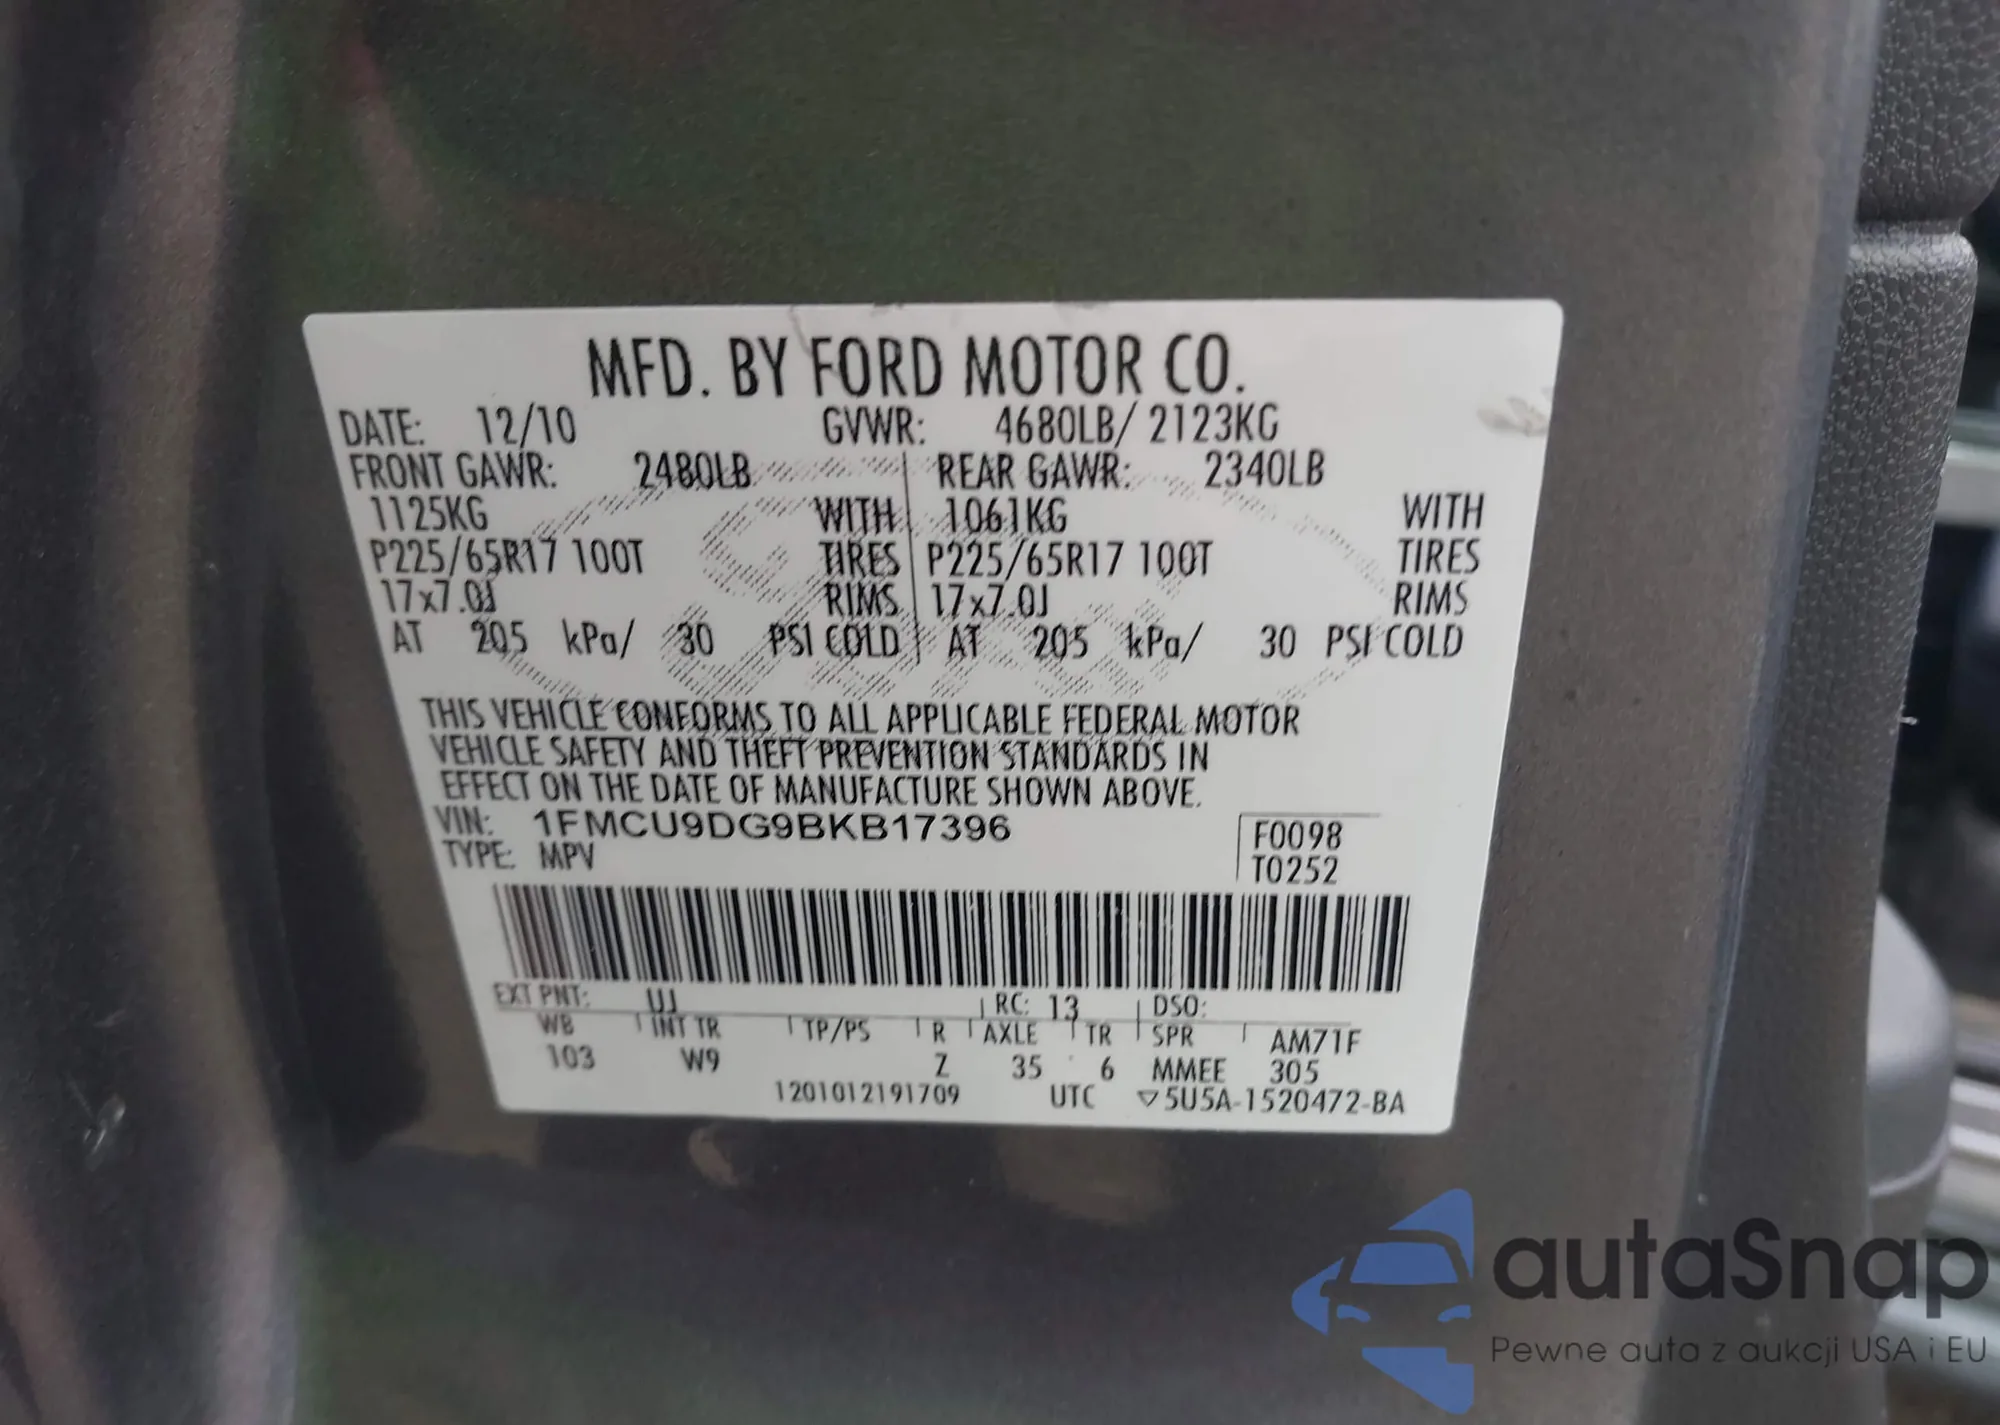 MFD. BY FORD MOTOR CO.
DATE: 12/10 GVWR: 4680LB/ 2123KG
FRONT GAWR: 2480LB REAR GAWR: 2340LB
1125KG WITH 1061KG WITH
P225/65R17 100T TIRES P225/65R17 100T TIRES
17x7.0J RIMS 17x7.0J RIMS
AT 205 kPa/ 30 PSI COLD AT 205 kPa/ 30 PSI COLD
THIS VEHICLE CONFORMS TO ALL APPLICABLE FEDERAL MOTOR
VEHICLE SAFETY AND THEFT PREVENTION STANDARDS IN
EFFECT ON THE DATE OF MANUFACTURE SHOWN ABOVE.
VIN: 1FMCU9DG9BKB17396 F0098
TYPE: MPV T0252
EXT PNT: UJ RC: 13 DSO:
WB INT TR TP/PS R AXLE TR SPR AM71F
103 W9 Z 35 6 MMEE 305
1201012191709 UTC ▽5U5A-1520472-BA
autaSnap
Pewne auta z aukcji USA i EU